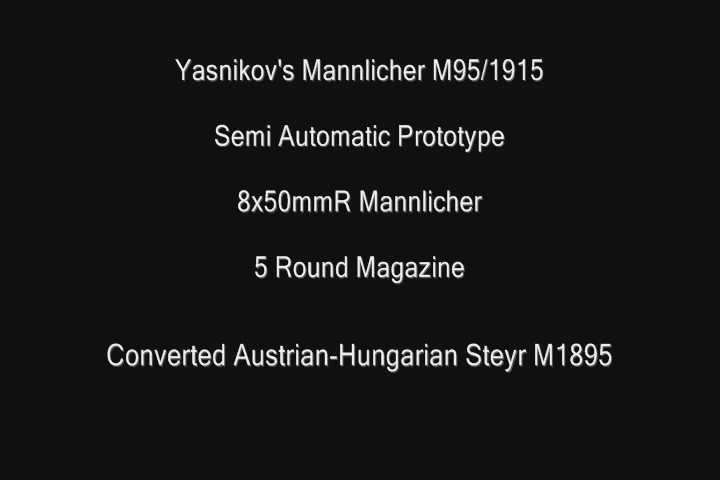 Yasnikov's Mannlicher M95/1915
Semi Automatic Prototype
8x50mmR Mannlicher
5 Round Magazine
Converted Austrian-Hungarian Steyr M1895